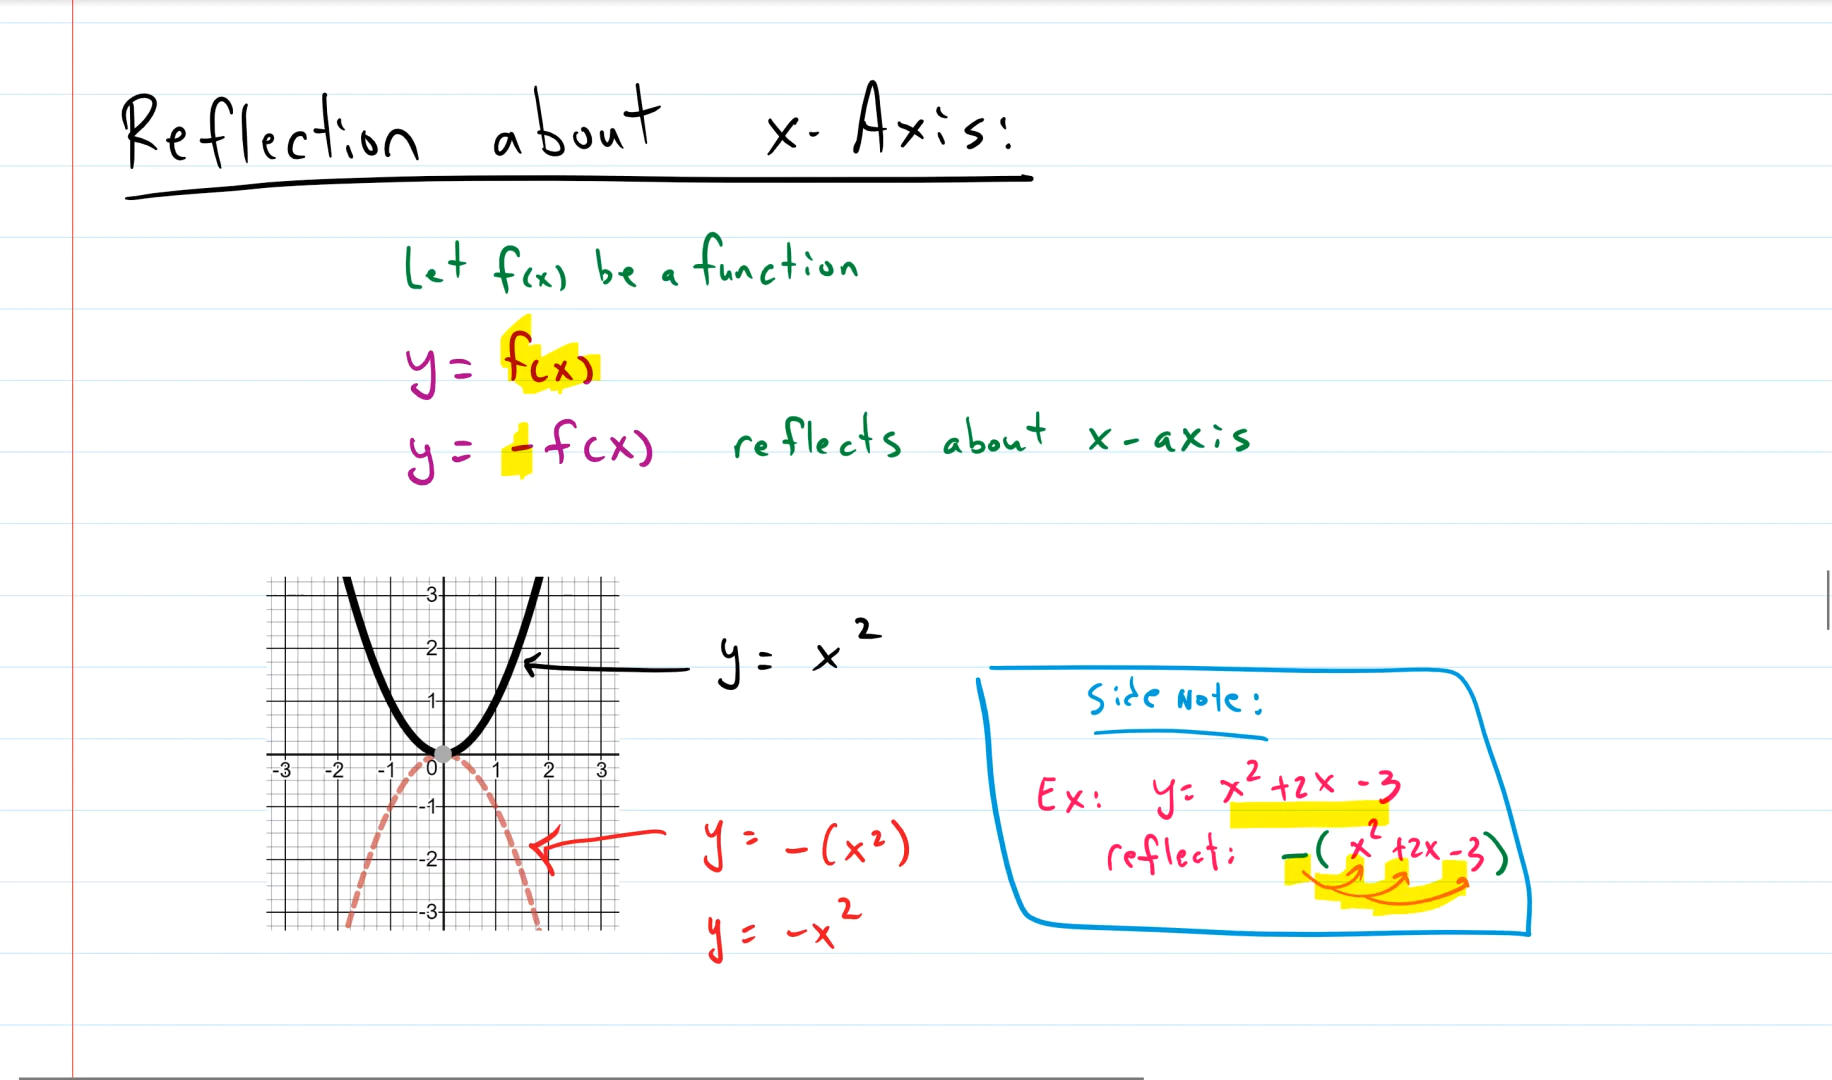 Reflection about x-Axis:
Let f(x) be a function
y = f(x)
y = -f(x) reflects about x-axis
3
2
1
-3 -2 -1 0 1 2 3
-1
-2
-3
y = x²
y = -(x²)
y = -x²
Side Note:
Ex: y = x²+2x-3
reflect: -(x²+2x-3)